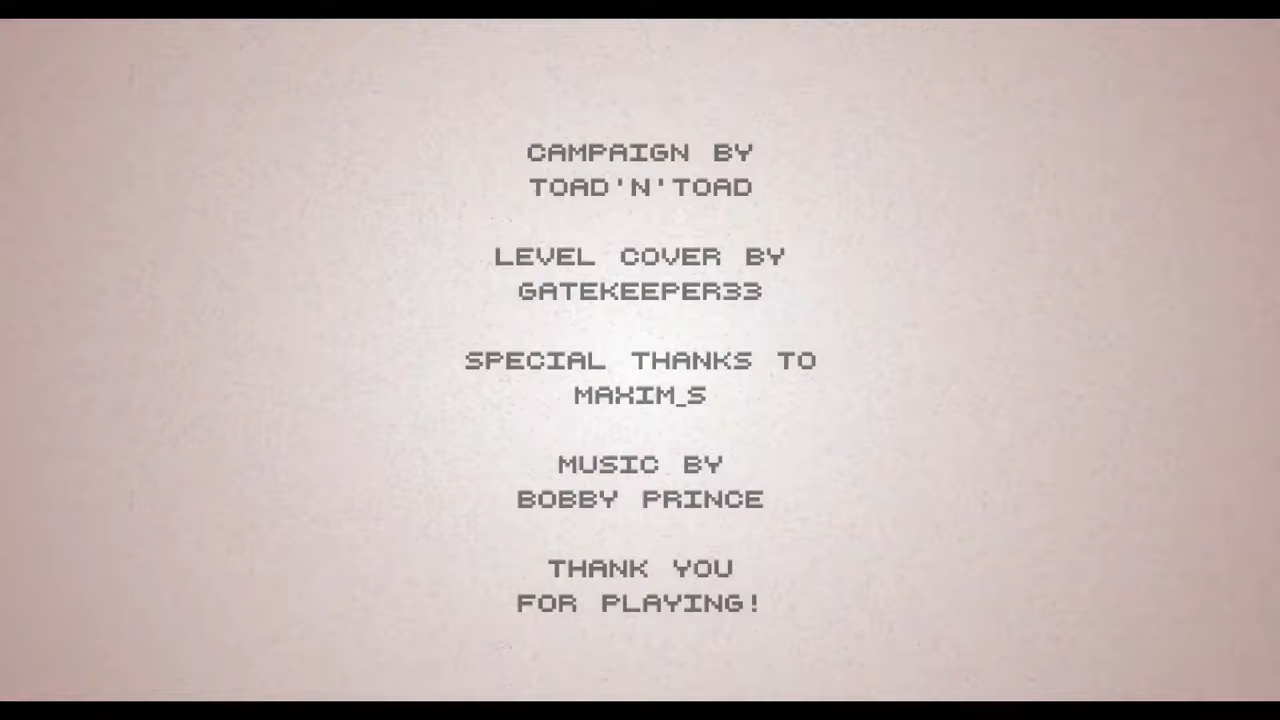 CAMPAIGN BY
TOAD'N'TOAD
LEVEL COVER BY
GATEKEEPER33
SPECIAL THANKS TO
MAXIM_S
MUSIC BY
BOBBY PRINCE
THANK YOU
FOR PLAYING!